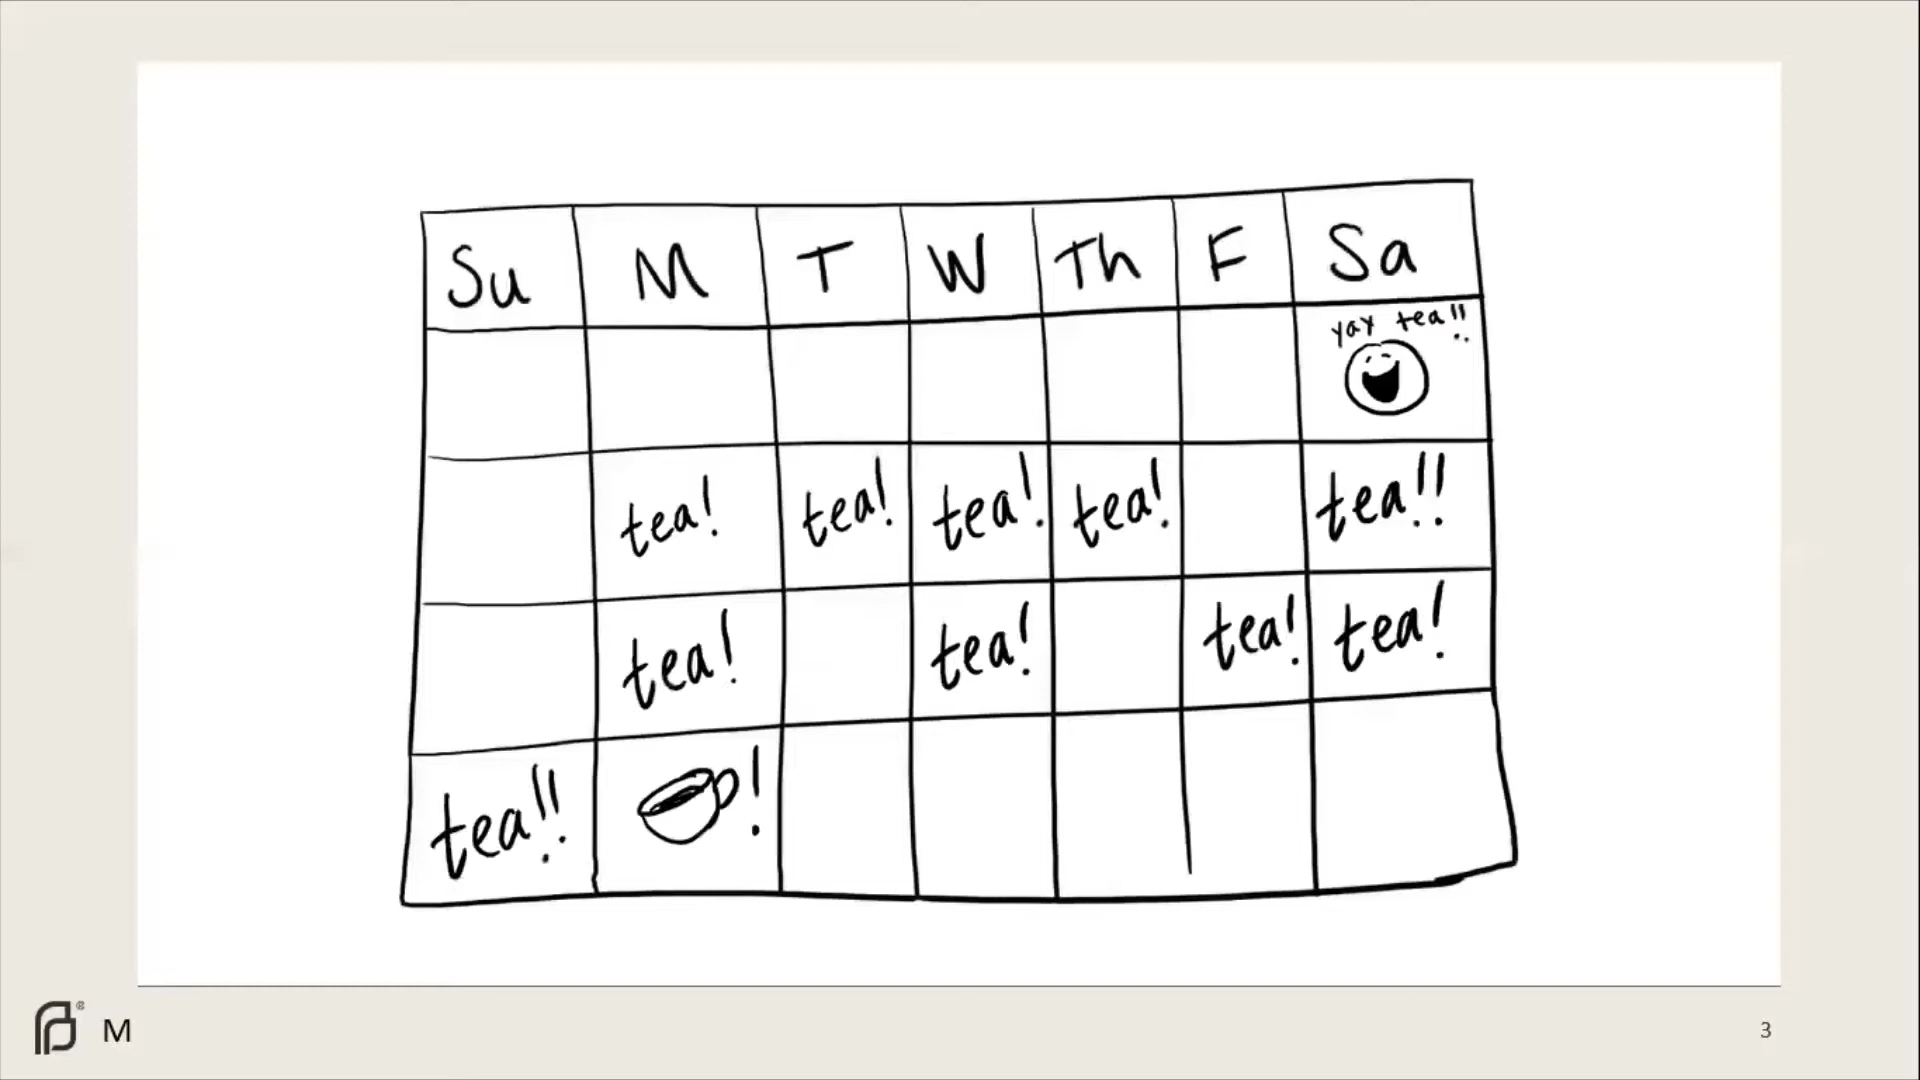 Su M T W Th F Sa
yay tea!!
tea! tea! tea! tea! tea!!
tea! tea! tea! tea!
tea!! !
® M
3